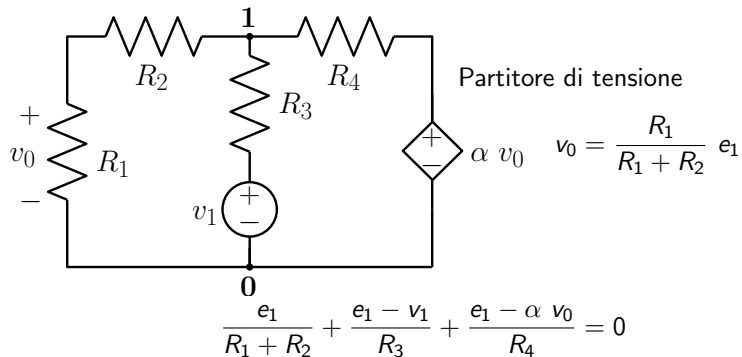 1
R₂
R₄
Partitore di tensione
+
v₀
−
R₁
R₃
+
−
α v₀
v₀ = R₁ / (R₁ + R₂) e₁
v₁
+
−
0
e₁ / (R₁ + R₂) + (e₁ − v₁) / R₃ + (e₁ − α v₀) / R₄ = 0